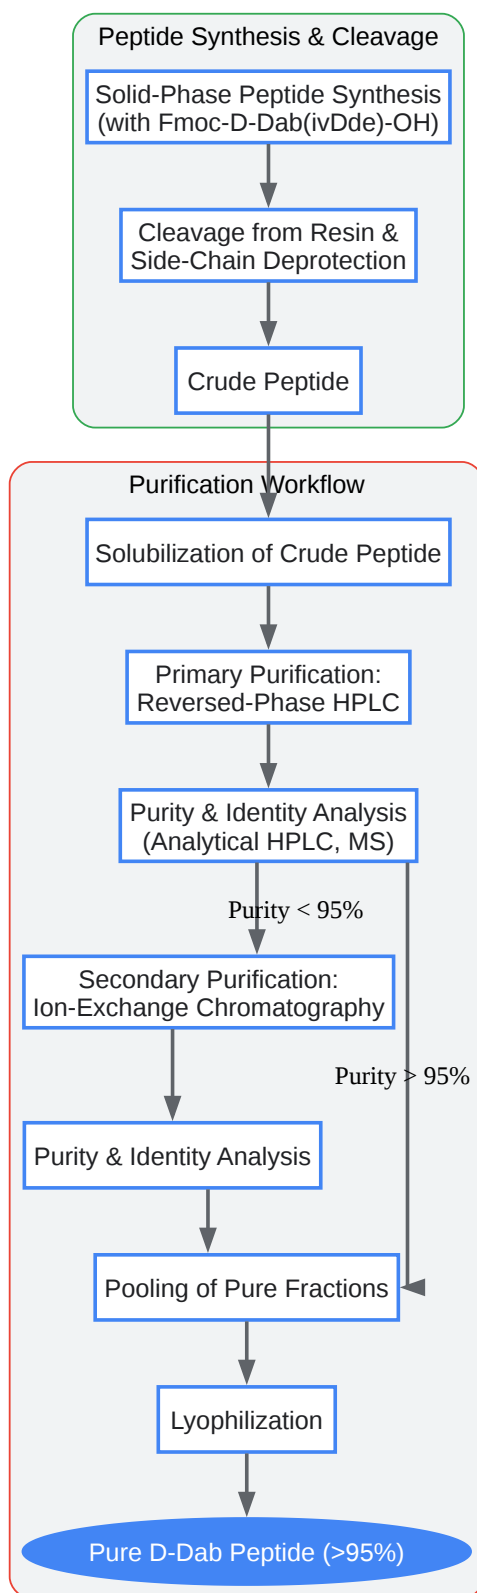 Peptide Synthesis & Cleavage
Solid-Phase Peptide Synthesis
(with Fmoc-D-Dab(ivDde)-OH)
Cleavage from Resin &
Side-Chain Deprotection
Crude Peptide
Purification Workflow
Solubilization of Crude Peptide
Primary Purification:
Reversed-Phase HPLC
Purity & Identity Analysis
(Analytical HPLC, MS)
Purity < 95%
Secondary Purification:
Ion-Exchange Chromatography
Purity > 95%
Purity & Identity Analysis
Pooling of Pure Fractions
Lyophilization
Pure D-Dab Peptide (>95%)